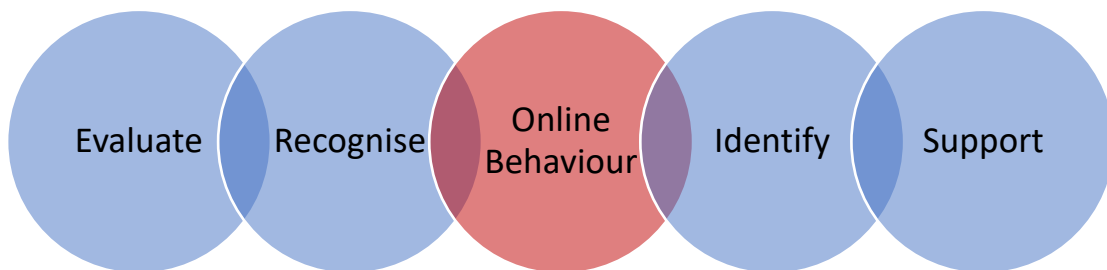 Evaluate
Recognise
Online
Behaviour
Identify
Support